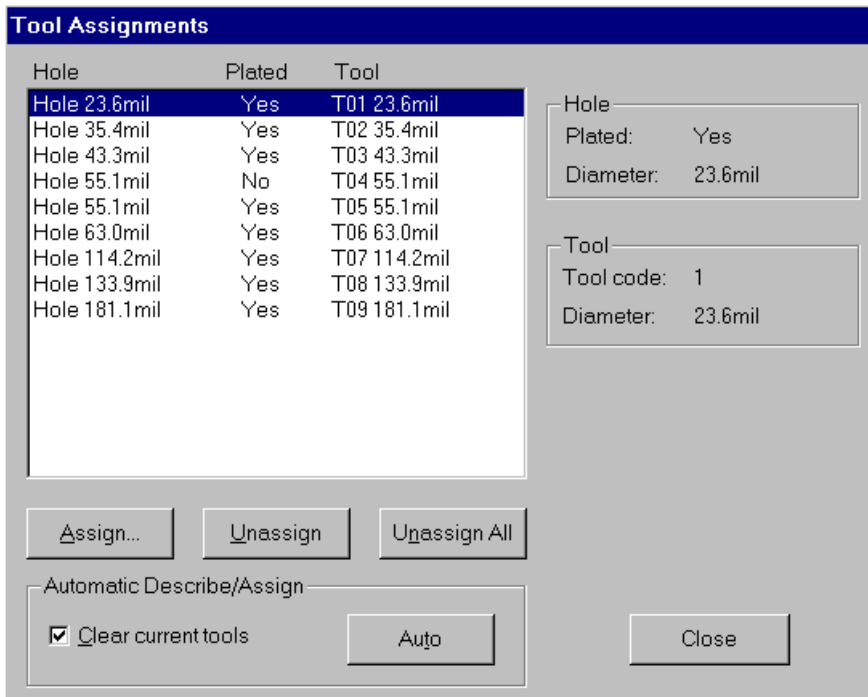 Tool Assignments
Hole Plated Tool
Hole 23.6mil Yes T01 23.6mil
Hole 35.4mil Yes T02 35.4mil
Hole 43.3mil Yes T03 43.3mil
Hole 55.1mil No T04 55.1mil
Hole 55.1mil Yes T05 55.1mil
Hole 63.0mil Yes T06 63.0mil
Hole 114.2mil Yes T07 114.2mil
Hole 133.9mil Yes T08 133.9mil
Hole 181.1mil Yes T09 181.1mil
Hole
Plated: Yes
Diameter: 23.6mil
Tool
Tool code: 1
Diameter: 23.6mil
Assign... Unassign Unassign All
Automatic Describe/Assign
Clear current tools Auto Close